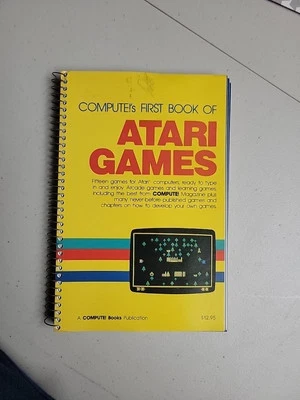 COMPUTE!'s FIRST BOOK OF
ATARI
GAMES
Fifteen games for Atari computers ready to type
in and enjoy. Arcade games and learning games,
including the best from COMPUTE! Magazine plus
many never-before-published games and
chapters on how to develop your own games.
A COMPUTE! Books Publication
$12.95